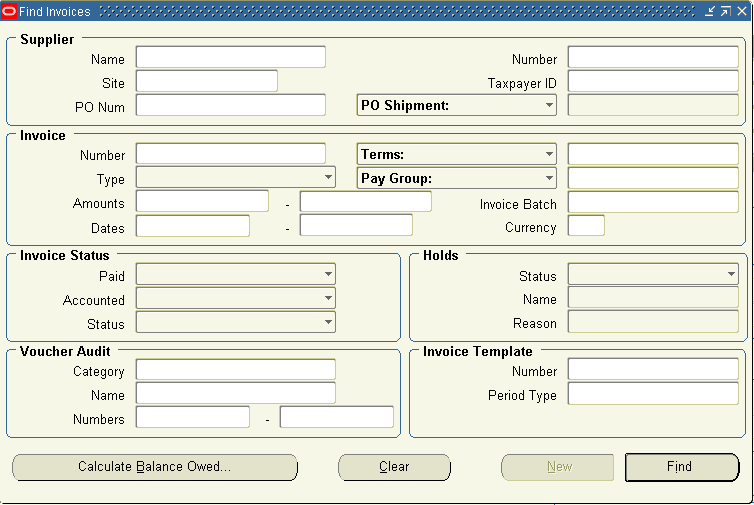 Find Invoices
Supplier
Name Number
Site Taxpayer ID
PO Num PO Shipment:
Invoice
Number Terms:
Type Pay Group:
Amounts - Invoice Batch
Dates - Currency
Invoice Status Holds
Paid Status
Accounted Name
Status Reason
Voucher Audit Invoice Template
Category Number
Name Period Type
Numbers -
Calculate Balance Owed... Clear New Find